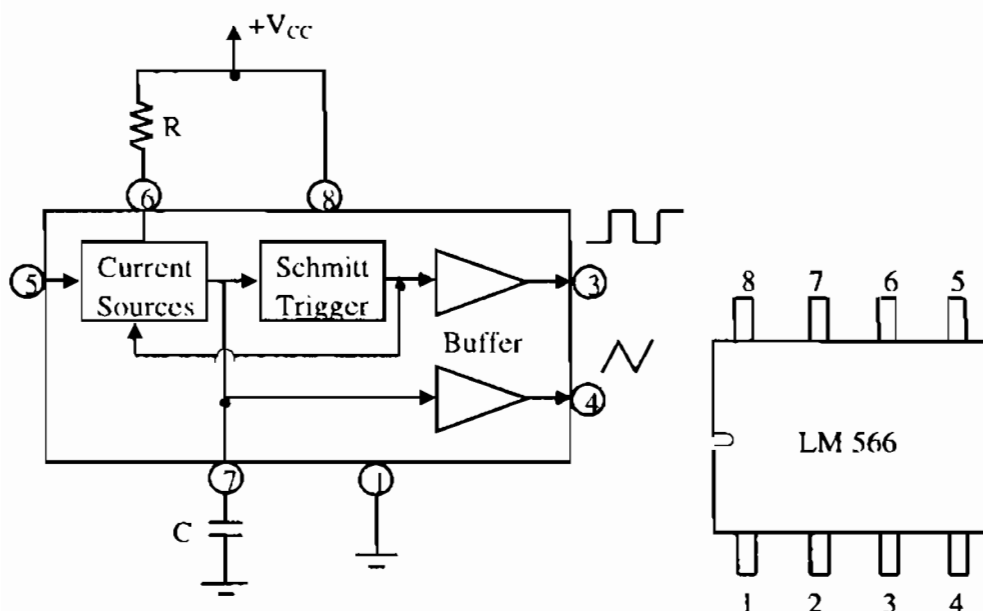 +V_CC
R
6
8
5
Current
Sources
Schmitt
Trigger
3
Buffer
4
7
1
C
8 7 6 5
LM 566
1 2 3 4